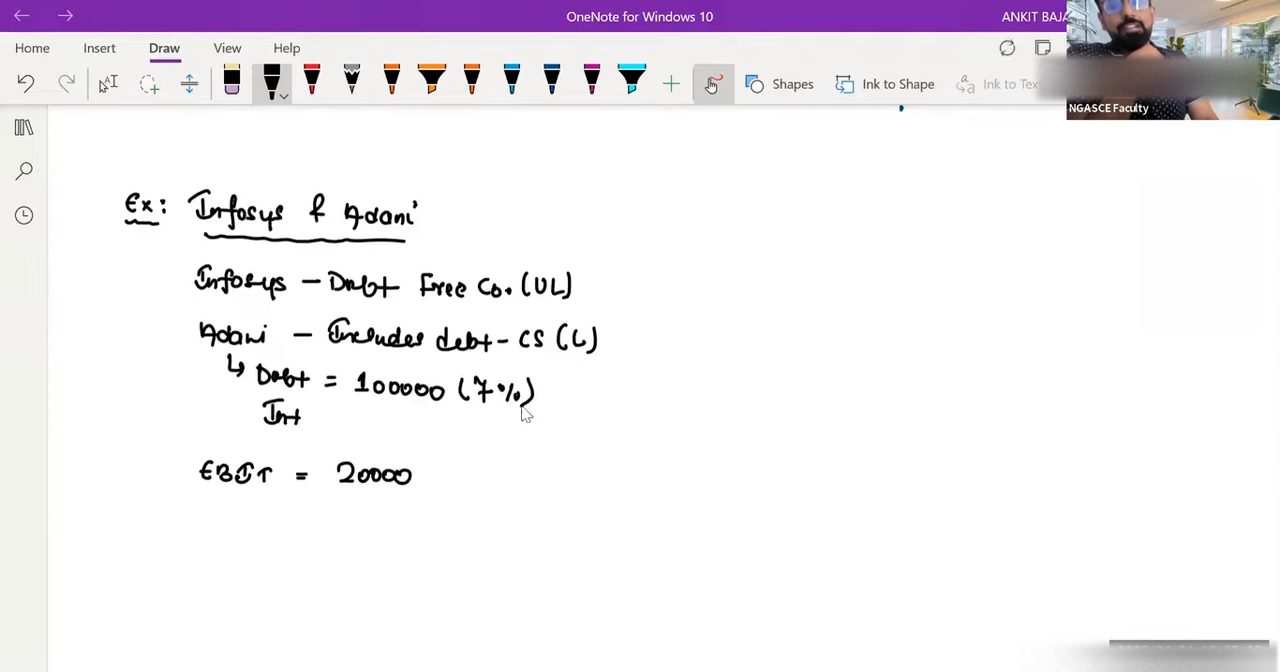 OneNote for Windows 10
ANKIT BAJA
Home Insert Draw View Help
Shapes Ink to Shape Ink to Tex
NGASCE Faculty
Ex: Infosys & Adani
Infosys - Debt Free Co. (UL)
Adani - Includes debt - CS (L)
↳ Debt = 100000 (7%)
Int
EBIT = 20000